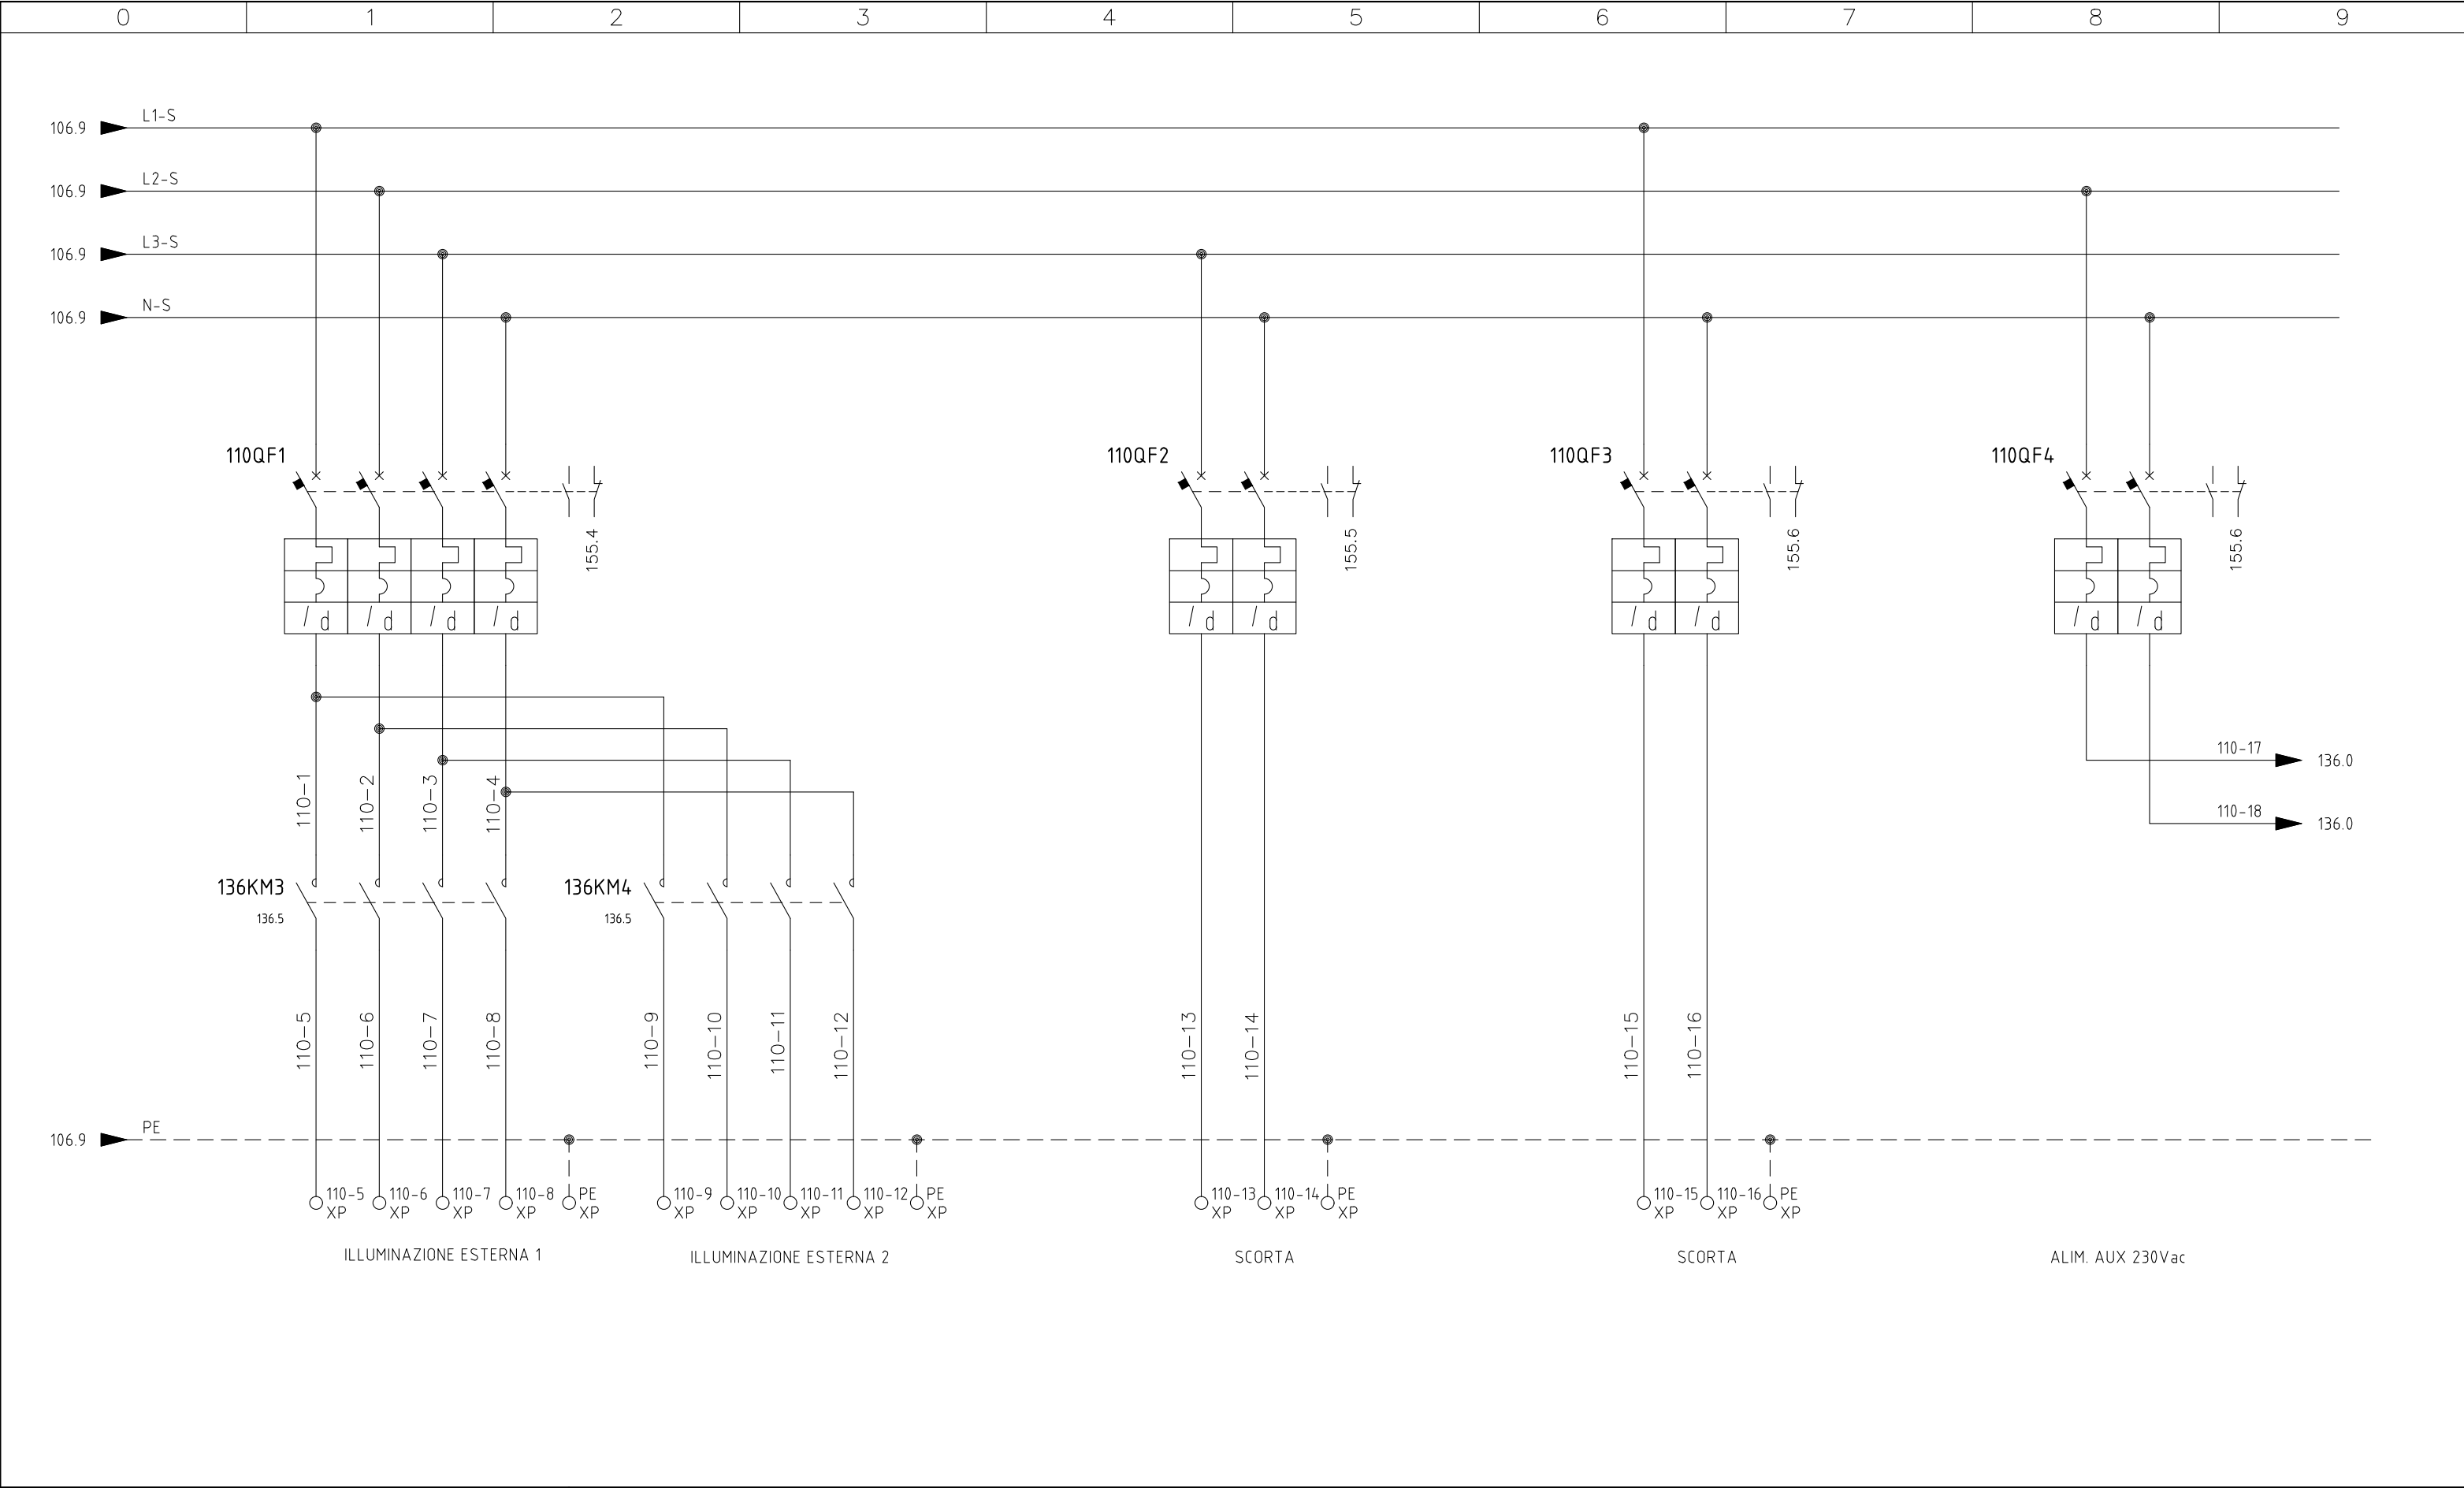 0 1 2 3 4 5 6 7 8 9
L1-S
106.9
L2-S
106.9
L3-S
106.9
N-S
106.9
110QF1 110QF2 110QF3 110QF4
155.4 155.5 155.6 155.6
/d /d /d /d /d /d /d /d /d /d
110-17
136.0
110-1 110-2 110-3 110-4
110-18
136.0
136KM3 136KM4
136.5 136.5
110-5 110-6 110-7 110-8 110-9 110-10 110-11 110-12 110-13 110-14 110-15 110-16
PE
106.9
110-5 110-6 110-7 110-8 PE 110-9 110-10 110-11 110-12 PE 110-13 110-14 PE 110-15 110-16 PE
XP XP XP XP XP XP XP XP XP XP XP XP XP XP XP XP
ILLUMINAZIONE ESTERNA 1 ILLUMINAZIONE ESTERNA 2 SCORTA SCORTA ALIM. AUX 230Vac